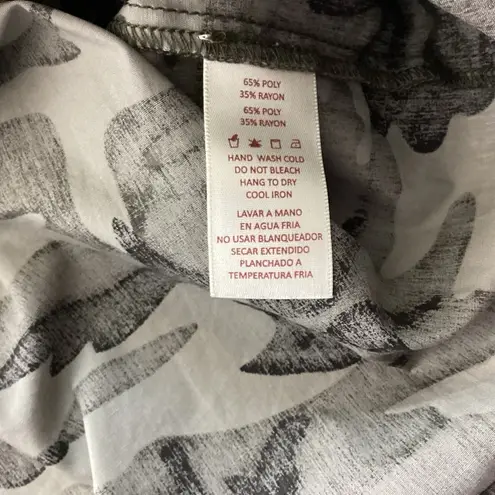 65% POLY
35% RAYON
65% POLY
35% RAYON
HAND WASH COLD
DO NOT BLEACH
HANG TO DRY
COOL IRON
LAVAR A MANO
EN AGUA FRIA
NO USAR BLANQUEADOR
SECAR EXTENDIDO
PLANCHADO A
TEMPERATURA FRIA